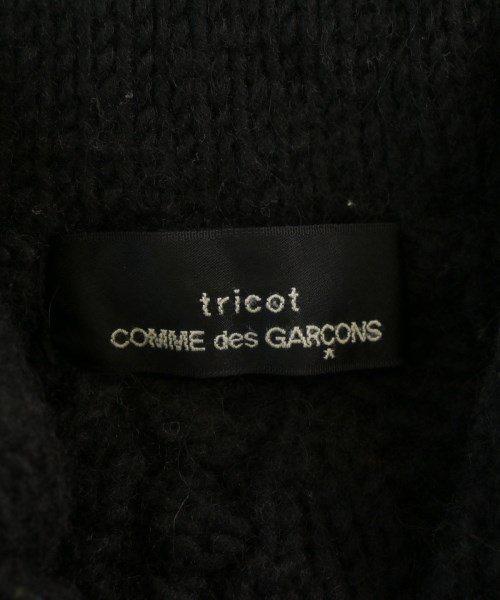 tricot
COMME des GARÇONS
*